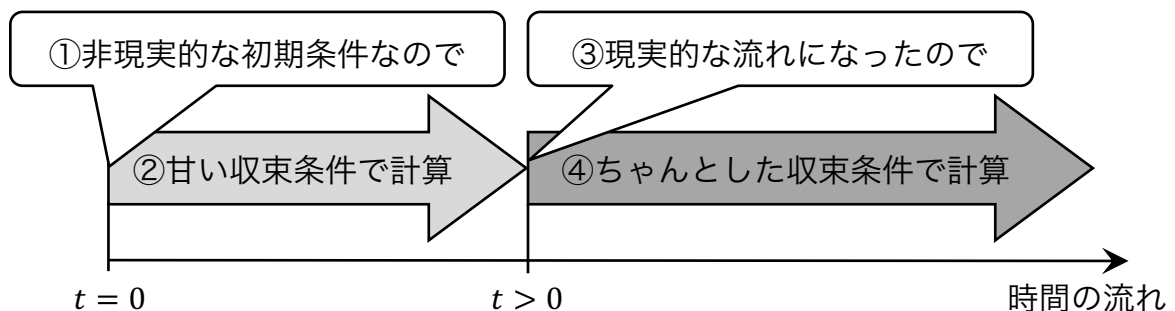 ①非現実的な初期条件なので
③現実的な流れになったので
②甘い収束条件で計算
④ちゃんとした収束条件で計算
t = 0
t > 0
時間の流れ